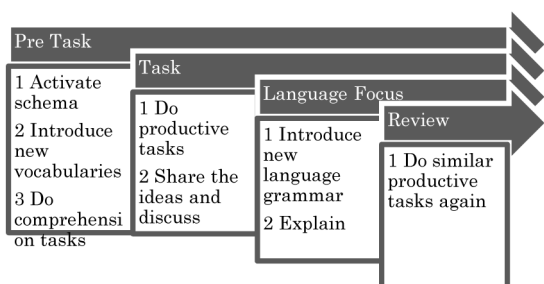 Pre Task
1 Activate
schema
2 Introduce
new
vocabularies
3 Do
comprehensi
on tasks
Task
1 Do
productive
tasks
2 Share the
ideas and
discuss
Language Focus
1 Introduce
new
language
grammar
2 Explain
Review
1 Do similar
productive
tasks again